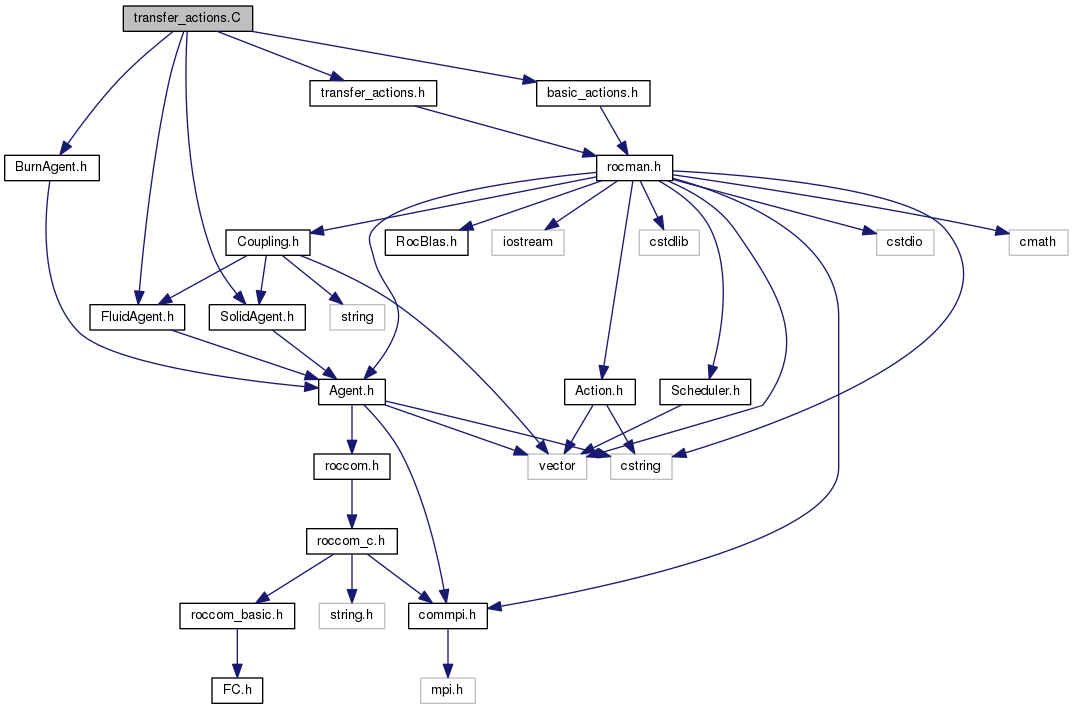 transfer_actions.C
transfer_actions.h
basic_actions.h
BurnAgent.h
rocman.h
Coupling.h
RocBlas.h
iostream
cstdlib
cstdio
cmath
FluidAgent.h
SolidAgent.h
string
Agent.h
Action.h
Scheduler.h
roccom.h
vector
cstring
roccom_c.h
roccom_basic.h
string.h
commpi.h
FC.h
mpi.h